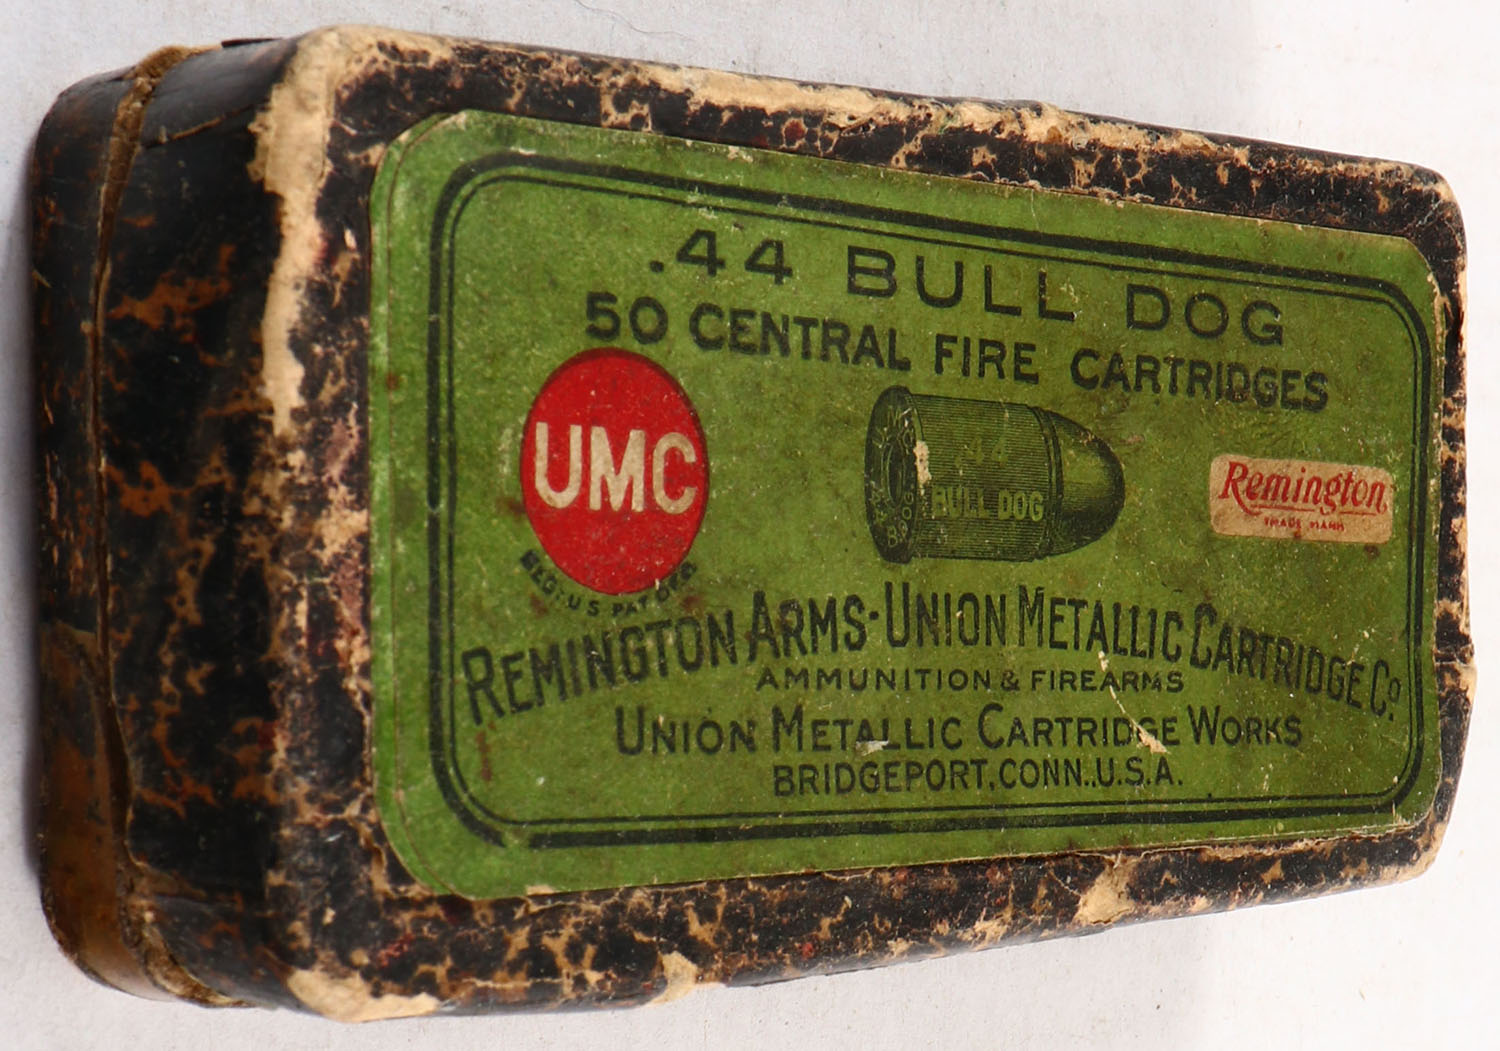 .44 BULL DOG
50 CENTRAL FIRE CARTRIDGES
UMC
REG. U S PAT OFF.
.44
BULL DOG
Remington
TRADE MARK
REMINGTON ARMS-UNION METALLIC CARTRIDGE CO.
AMMUNITION & FIREARMS
UNION METALLIC CARTRIDGE WORKS
BRIDGEPORT, CONN., U.S.A.